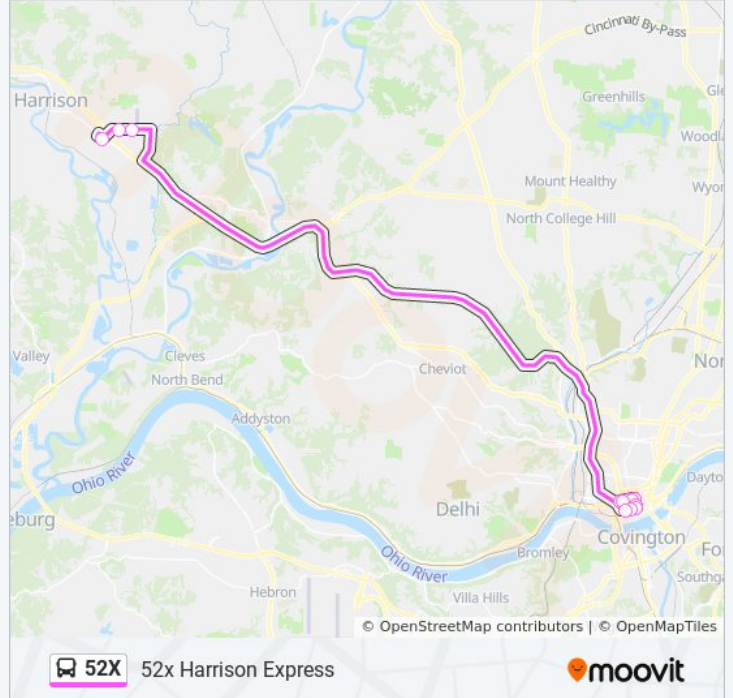 Cincinnati By-Pass
Harrison
Greenhills
Gle
Woodla
Mount Healthy
Wyor
North College Hill
Valley
Cleves
Cheviot
Nor
North Bend
Addyston
Ohio River
Dayto
Delhi
eburg
Covington
Ohio River
Bromley
Fo
Southga
Hebron
Villa Hills
© OpenStreetMap contributors | © OpenMapTiles
52X 52x Harrison Express moovit